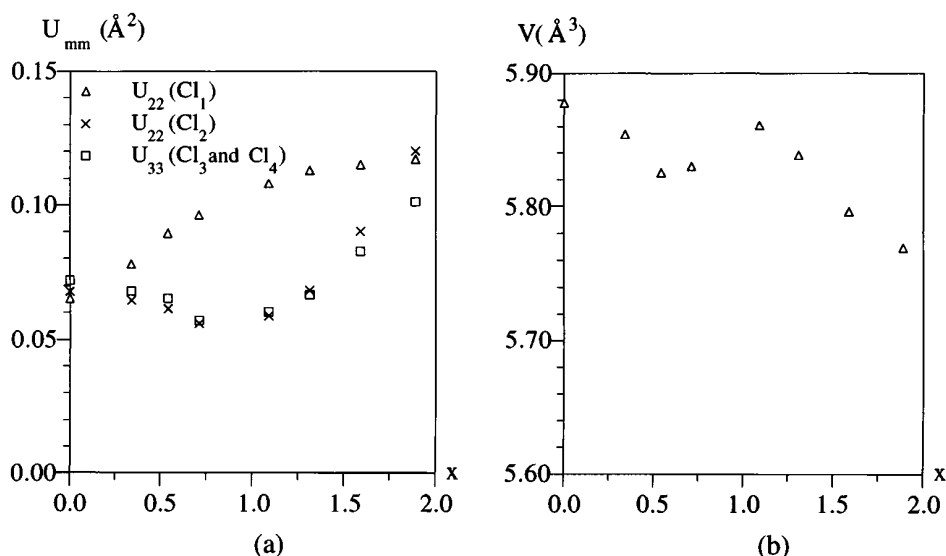 U_mm (Å²)
0.15
0.10
0.05
0.00
U_22 (Cl_1)
U_22 (Cl_2)
U_33 (Cl_3 and Cl_4)
0.0 0.5 1.0 1.5 2.0
x
(a)
V(Å³)
5.90
5.80
5.70
5.60
0.0 0.5 1.0 1.5 2.0
x
(b)